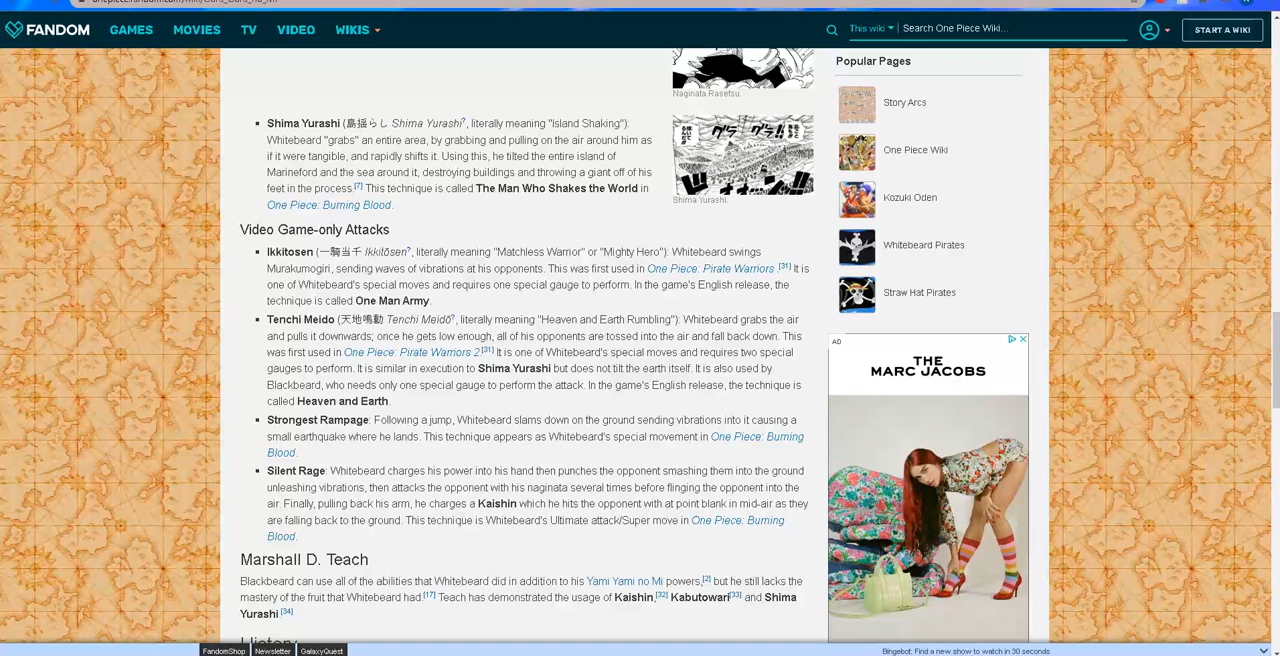 FANDOM GAMES MOVIES TV VIDEO WIKIS This wiki Search One Piece Wiki... START A WIKI
Naginata Rasetsu.
Shima Yurashi (島揺らし Shima Yurashi?, literally meaning "Island Shaking"):
Whitebeard "grabs" an entire area, by grabbing and pulling on the air around him as
if it were tangible, and rapidly shifts it. Using this, he tilted the entire island of
Marineford and the sea around it, destroying buildings and throwing a giant off of his
feet in the process.[7] This technique is called The Man Who Shakes the World in
One Piece: Burning Blood.
グラ グラ!!
Shima Yurashi.
Video Game-only Attacks
Ikkitosen (一騎当千 Ikkitōsen?, literally meaning "Matchless Warrior" or "Mighty Hero"): Whitebeard swings
Murakumogiri, sending waves of vibrations at his opponents. This was first used in One Piece: Pirate Warriors.[31] It is
one of Whitebeard's special moves and requires one special gauge to perform. In the game's English release, the
technique is called One Man Army.
Tenchi Meido (天地鳴動 Tenchi Meidō?, literally meaning "Heaven and Earth Rumbling"): Whitebeard grabs the air
and pulls it downwards; once he gets low enough, all of his opponents are tossed into the air and fall back down. This
was first used in One Piece: Pirate Warriors 2.[31] It is one of Whitebeard's special moves and requires two special
gauges to perform. It is similar in execution to Shima Yurashi but does not tilt the earth itself. It is also used by
Blackbeard, who needs only one special gauge to perform the attack. In the game's English release, the technique is
called Heaven and Earth.
Strongest Rampage: Following a jump, Whitebeard slams down on the ground sending vibrations into it causing a
small earthquake where he lands. This technique appears as Whitebeard's special movement in One Piece: Burning
Blood.
Silent Rage: Whitebeard charges his power into his hand then punches the opponent smashing them into the ground
unleashing vibrations, then attacks the opponent with his naginata several times before flinging the opponent into the
air. Finally, pulling back his arm, he charges a Kaishin which he hits the opponent with at point blank in mid-air as they
are falling back to the ground. This technique is Whitebeard's Ultimate attack/Super move in One Piece: Burning
Blood.
Marshall D. Teach
Blackbeard can use all of the abilities that Whitebeard did in addition to his Yami Yami no Mi powers,[2] but he still lacks the
mastery of the fruit that Whitebeard had.[17] Teach has demonstrated the usage of Kaishin,[32] Kabutowari[33] and Shima
Yurashi.[34]
History
Popular Pages
Story Arcs
One Piece Wiki
Kozuki Oden
Whitebeard Pirates
Straw Hat Pirates
AD
THE
MARC JACOBS
FandomShop Newsletter GalaxyQuest Bingebot: Find a new show to watch in 30 seconds